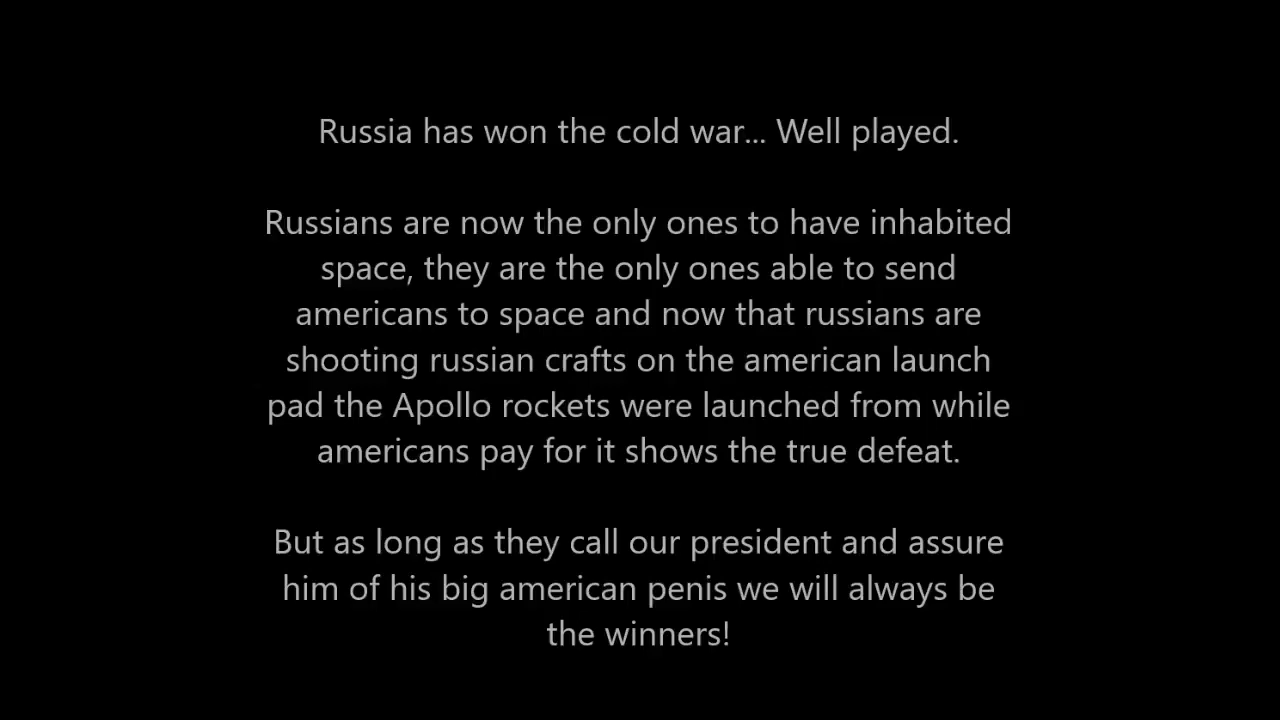 Russia has won the cold war... Well played.
Russians are now the only ones to have inhabited
space, they are the only ones able to send
americans to space and now that russians are
shooting russian crafts on the american launch
pad the Apollo rockets were launched from while
americans pay for it shows the true defeat.
But as long as they call our president and assure
him of his big american penis we will always be
the winners!